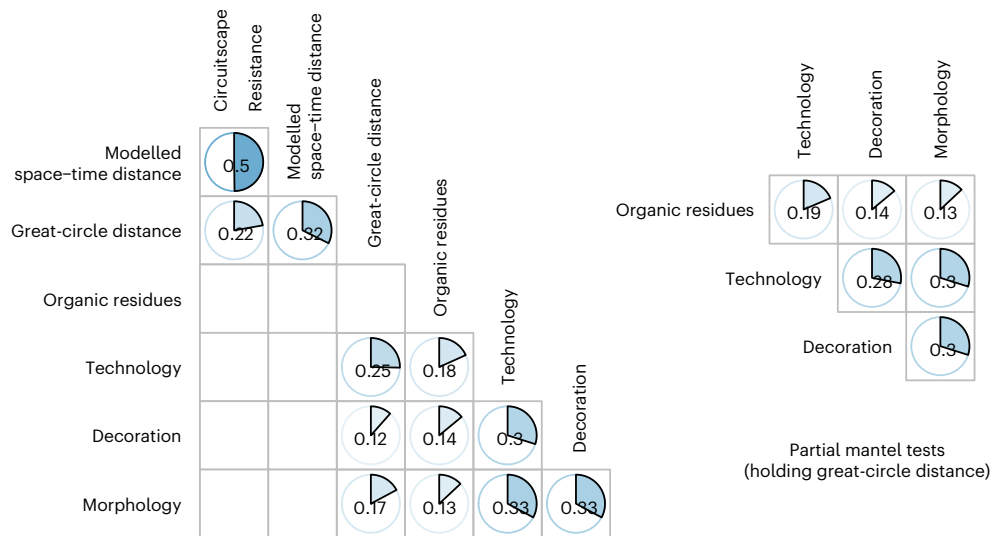 Circuitscape
Resistance
Modelled
space–time distance
Great-circle distance
Organic residues
Technology
Decoration
Modelled
space–time distance
0.5
Great-circle distance
0.22
0.32
Organic residues
Technology
0.25
0.18
Decoration
0.12
0.14
0.3
Morphology
0.17
0.13
0.33
0.33
Technology
Decoration
Morphology
Organic residues
0.19
0.14
0.13
Technology
0.28
0.3
Decoration
0.3
Partial mantel tests
(holding great-circle distance)